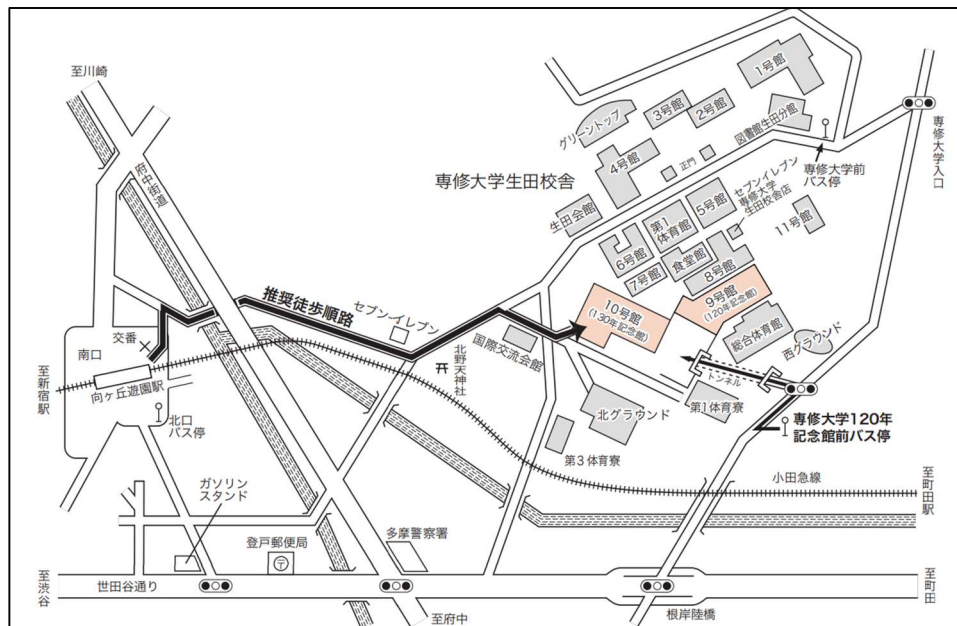 至川崎
府中街道
専修大学生田校舎
グリーントップ
3号館
2号館
1号館
図書館生田分館
4号館
正門
生田会館
専修大学前
バス停
専修大学入口
セブンイレブン
専修大学
生田校舎店
5号館
第1
体育館
6号館
7号館
食堂館
8号館
11号館
10号館
(130年記念館)
9号館
(120年記念館)
総合体育館
西グラウンド
推奨徒歩順路
セブン-イレブン
国際交流会館
北野天神社
交番
南口
向ヶ丘遊園駅
至新宿駅
北口
バス停
トンネル
第1体育寮
北グラウンド
第3体育寮
専修大学120年
記念館前バス停
小田急線
至町田駅
ガソリン
スタンド
登戸郵便局
〒
多摩警察署
至渋谷
世田谷通り
至府中
根岸陸橋
至町田